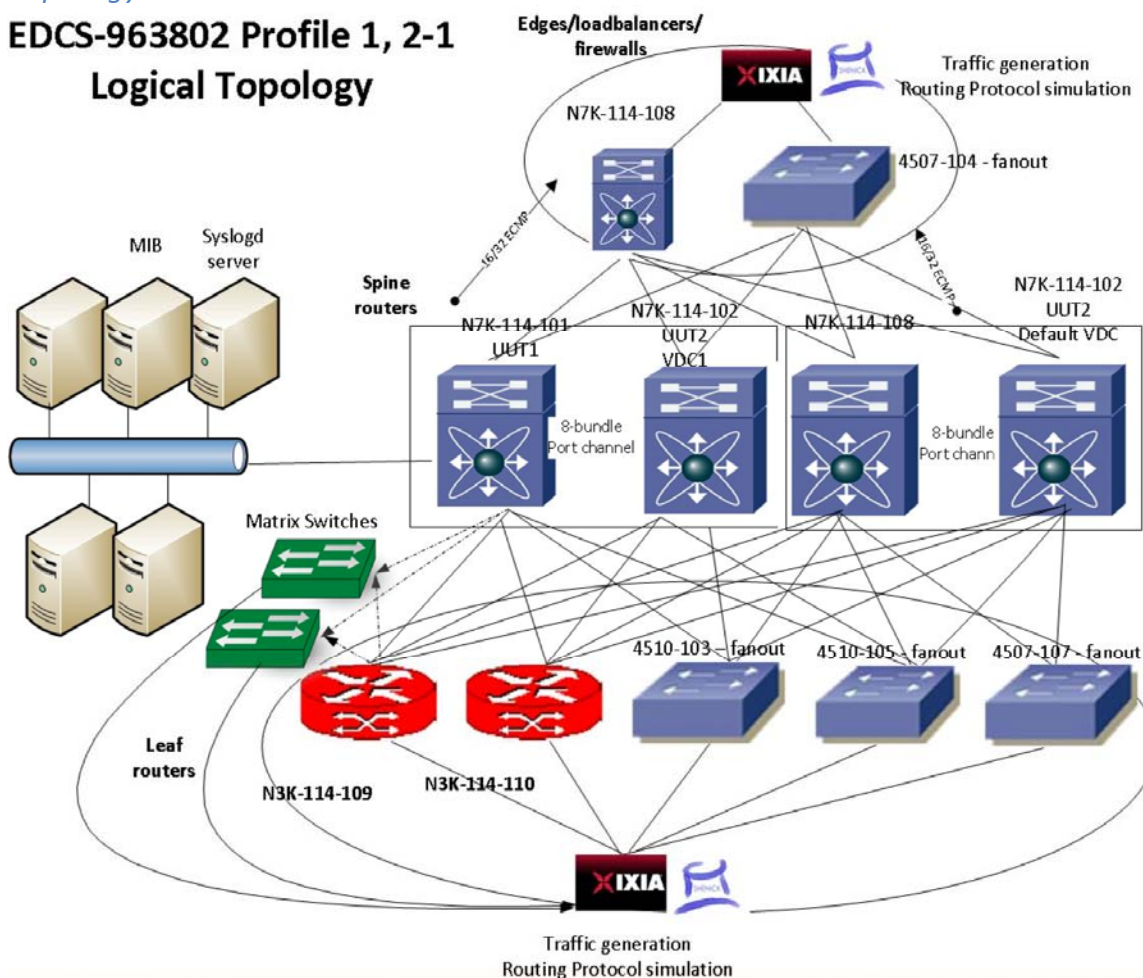 EDCS-963802 Profile 1, 2-1
Logical Topology
Edges/loadbalancers/
firewalls
XIXIA
Traffic generation
Routing Protocol simulation
N7K-114-108
4507-104 - fanout
16/32 ECMP
16/32 ECMP
MIB
Syslogd
server
Spine
routers
N7K-114-101
UUT1
N7K-114-102
UUT2
VDC1
N7K-114-108
N7K-114-102
UUT2
Default VDC
8-bundle
Port channel
8-bundle
Port chann
Matrix Switches
4510-103 - fanout
4510-105 - fanout
4507-107 - fanout
Leaf
routers
N3K-114-109
N3K-114-110
XIXIA
Traffic generation
Routing Protocol simulation